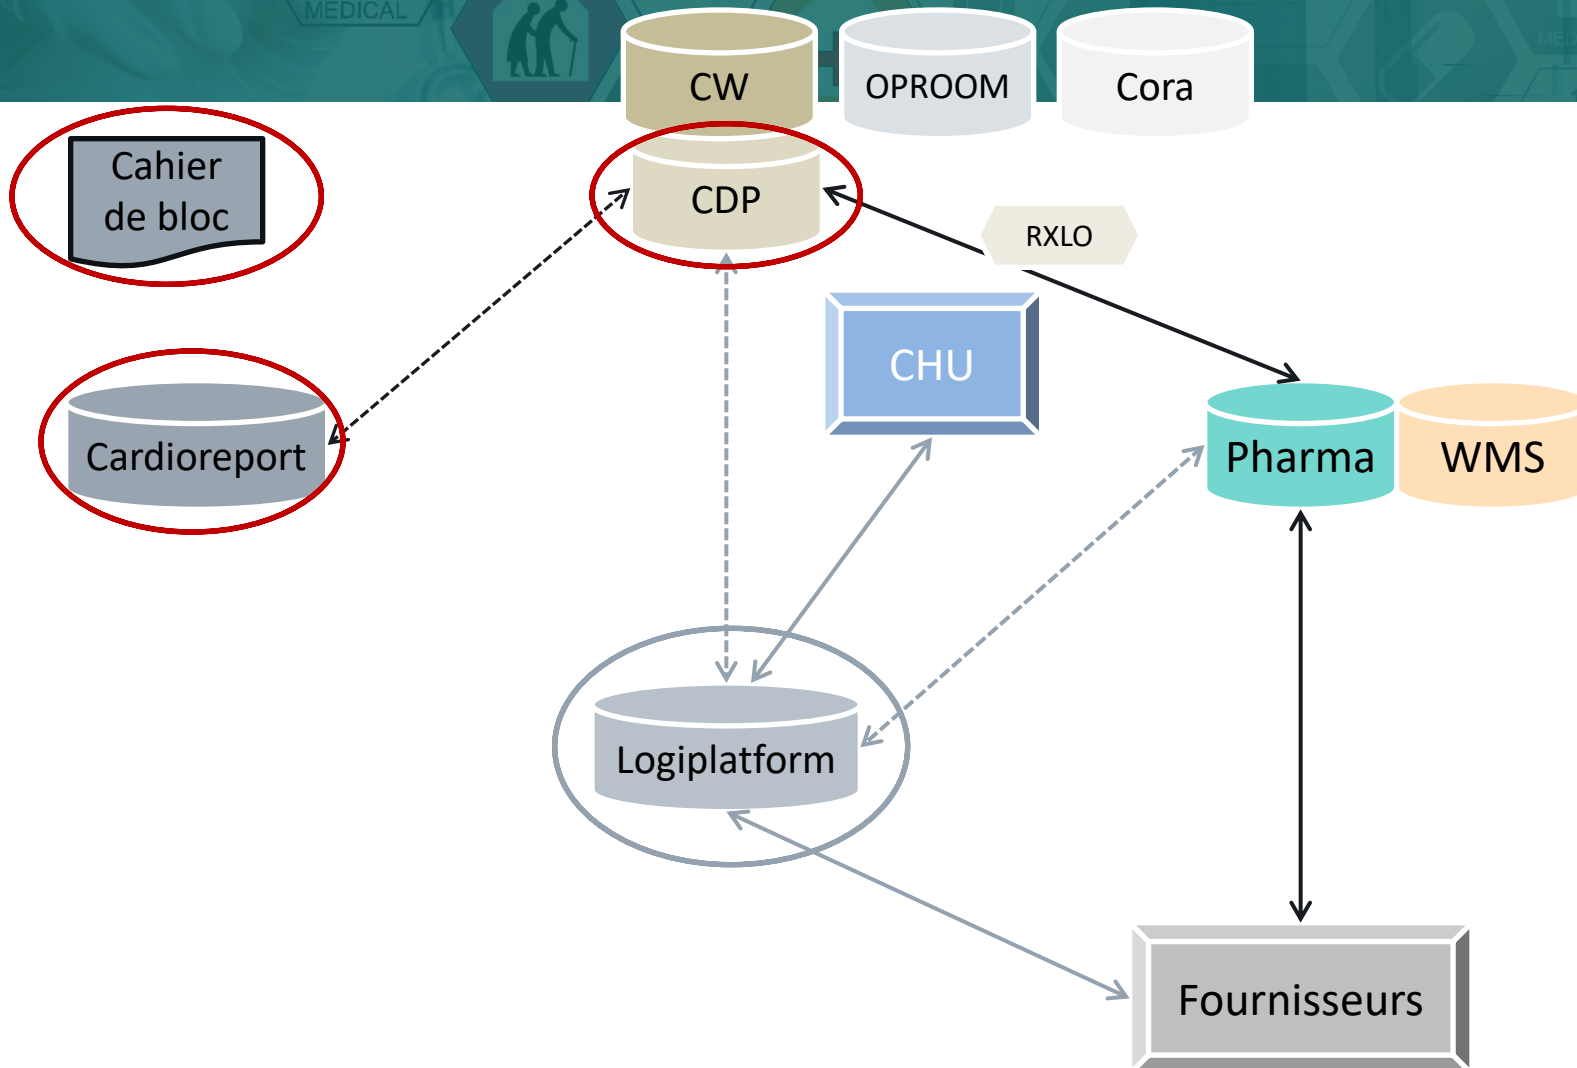 MEDICAL
CW
OPROOM
Cora
Cahier
de bloc
CDP
RXLO
CHU
Cardioreport
Pharma
WMS
Logiplatform
Fournisseurs